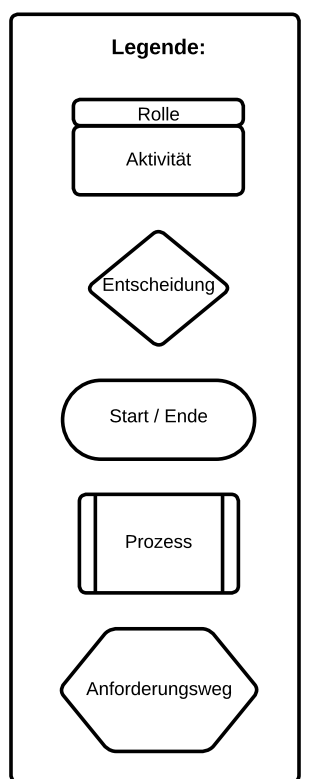 Legende:
Rolle
Aktivität
Entscheidung
Start / Ende
Prozess
Anforderungsweg